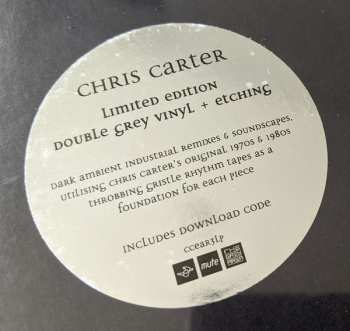 CHRIS CARTER
LIMITED EDITION
DOUBLE GREY VINYL + ETCHING
DARK AMBIENT INDUSTRIAL REMIXES & SOUNDSCAPES,
UTILISING CHRIS CARTER'S ORIGINAL 1970S & 1980S
THROBBING GRISTLE RHYTHM TAPES AS A
FOUNDATION FOR EACH PIECE
INCLUDES DOWNLOAD CODE
CCEAR3LP
mute